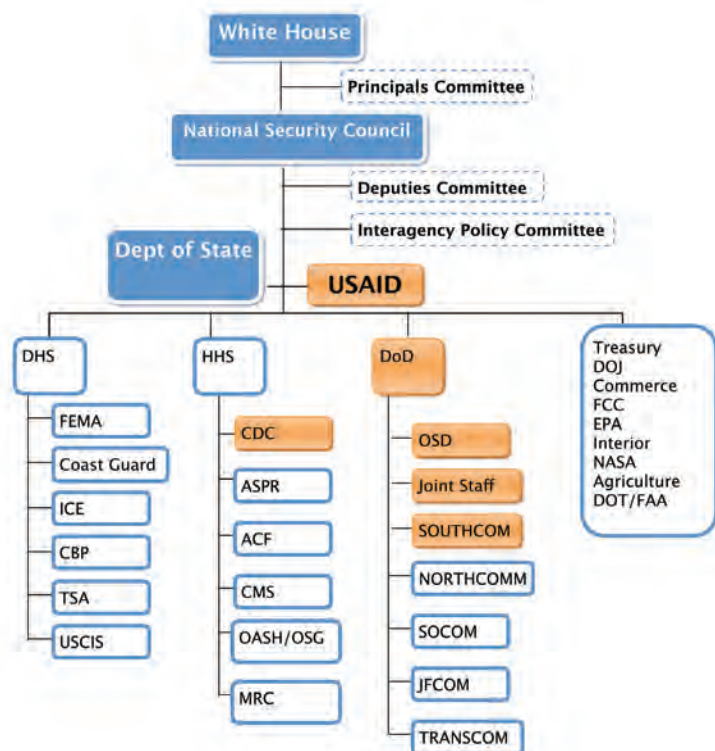 White House
Principals Committee
National Security Council
Deputies Committee
Interagency Policy Committee
Dept of State
USAID
DHS
FEMA
Coast Guard
ICE
CBP
TSA
USCIS
HHS
CDC
ASPR
ACF
CMS
OASH/OSG
MRC
DoD
OSD
Joint Staff
SOUTHCOM
NORTHCOMM
SOCOM
JFCOM
TRANSCOM
Treasury
DOJ
Commerce
FCC
EPA
Interior
NASA
Agriculture
DOT/FAA